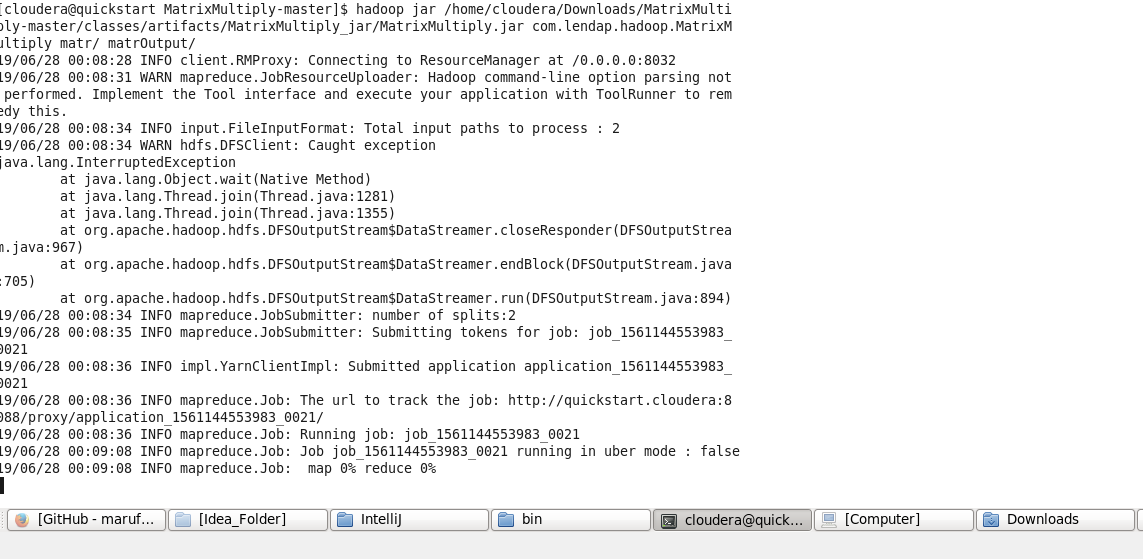 [cloudera@quickstart MatrixMultiply-master]$ hadoop jar /home/cloudera/Downloads/MatrixMulti
ply-master/classes/artifacts/MatrixMultiply_jar/MatrixMultiply.jar com.lendap.hadoop.MatrixM
ultiply matr/ matrOutput/
19/06/28 00:08:28 INFO client.RMProxy: Connecting to ResourceManager at /0.0.0.0:8032
19/06/28 00:08:31 WARN mapreduce.JobResourceUploader: Hadoop command-line option parsing not
 performed. Implement the Tool interface and execute your application with ToolRunner to rem
edy this.
19/06/28 00:08:34 INFO input.FileInputFormat: Total input paths to process : 2
19/06/28 00:08:34 WARN hdfs.DFSClient: Caught exception
java.lang.InterruptedException
        at java.lang.Object.wait(Native Method)
        at java.lang.Thread.join(Thread.java:1281)
        at java.lang.Thread.join(Thread.java:1355)
        at org.apache.hadoop.hdfs.DFSOutputStream$DataStreamer.closeResponder(DFSOutputStrea
m.java:967)
        at org.apache.hadoop.hdfs.DFSOutputStream$DataStreamer.endBlock(DFSOutputStream.java
:705)
        at org.apache.hadoop.hdfs.DFSOutputStream$DataStreamer.run(DFSOutputStream.java:894)
19/06/28 00:08:34 INFO mapreduce.JobSubmitter: number of splits:2
19/06/28 00:08:35 INFO mapreduce.JobSubmitter: Submitting tokens for job: job_1561144553983_
0021
19/06/28 00:08:36 INFO impl.YarnClientImpl: Submitted application application_1561144553983_
0021
19/06/28 00:08:36 INFO mapreduce.Job: The url to track the job: http://quickstart.cloudera:8
088/proxy/application_1561144553983_0021/
19/06/28 00:08:36 INFO mapreduce.Job: Running job: job_1561144553983_0021
19/06/28 00:09:08 INFO mapreduce.Job: Job job_1561144553983_0021 running in uber mode : false
19/06/28 00:09:08 INFO mapreduce.Job:  map 0% reduce 0%
[GitHub - maruf... [Idea_Folder] IntelliJ bin cloudera@quick... [Computer] Downloads